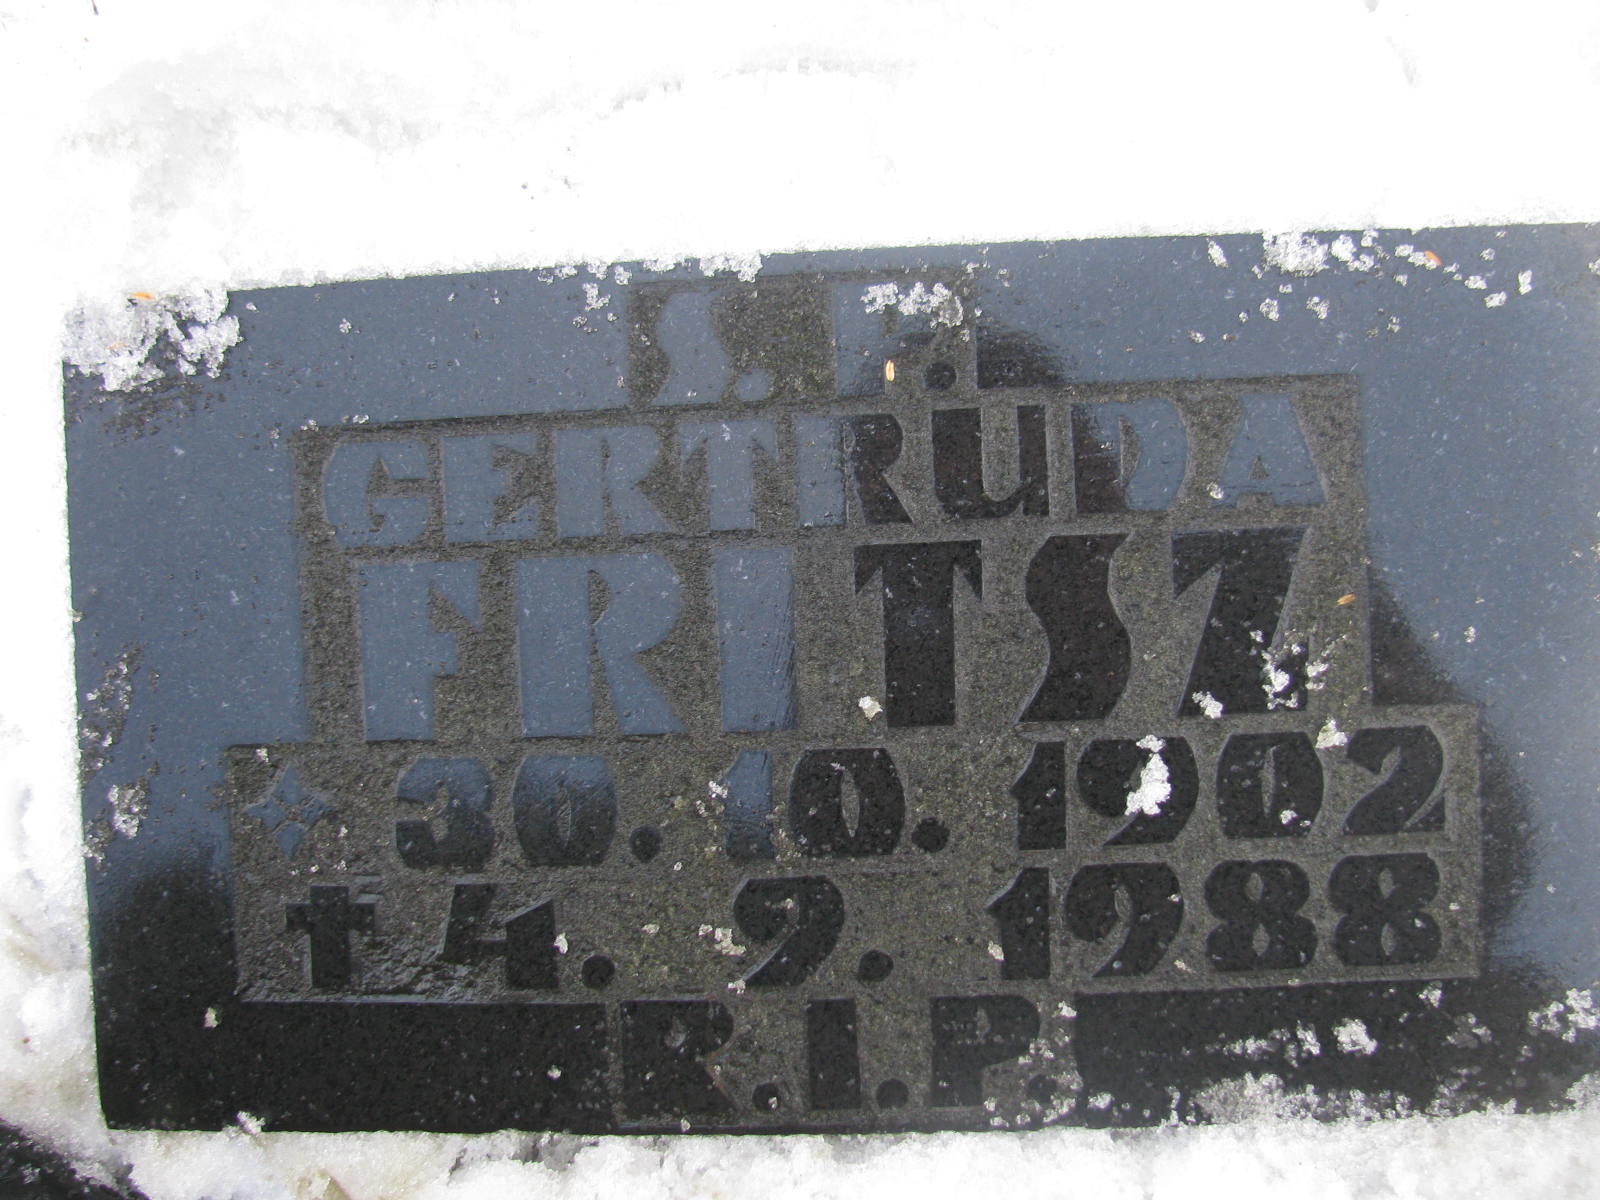 S. P.
GERTRUDA
FRITSZ
✧ 30. 10. 1902
† 4. 9. 1988
R.I.P.